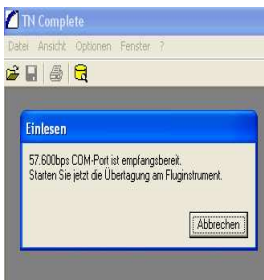 TN Complete
Datei Ansicht Optionen Fenster ?
Einlesen
57.600bps COM-Port ist empfangsbereit.
Starten Sie jetzt die Übertagung am Fluginstrument.
Abbrechen